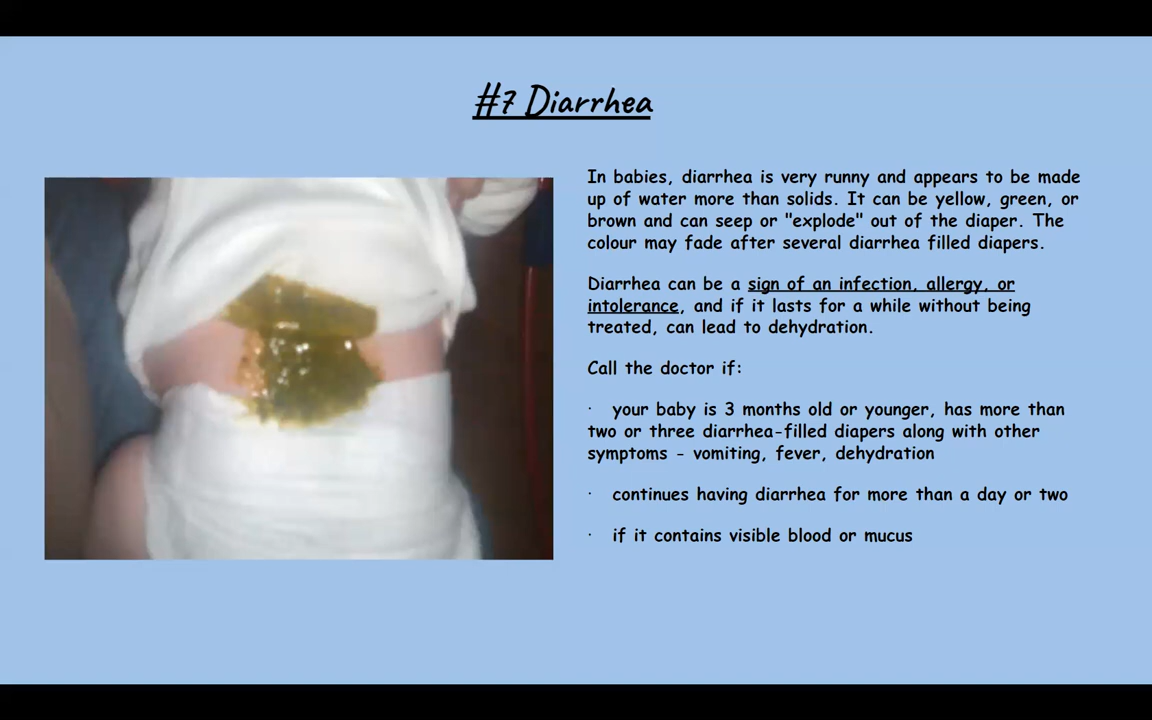 #7 Diarrhea
In babies, diarrhea is very runny and appears to be made
up of water more than solids. It can be yellow, green, or
brown and can seep or "explode" out of the diaper. The
colour may fade after several diarrhea filled diapers.
Diarrhea can be a sign of an infection, allergy, or
intolerance, and if it lasts for a while without being
treated, can lead to dehydration.
Call the doctor if:
· your baby is 3 months old or younger, has more than
two or three diarrhea-filled diapers along with other
symptoms - vomiting, fever, dehydration
· continues having diarrhea for more than a day or two
· if it contains visible blood or mucus